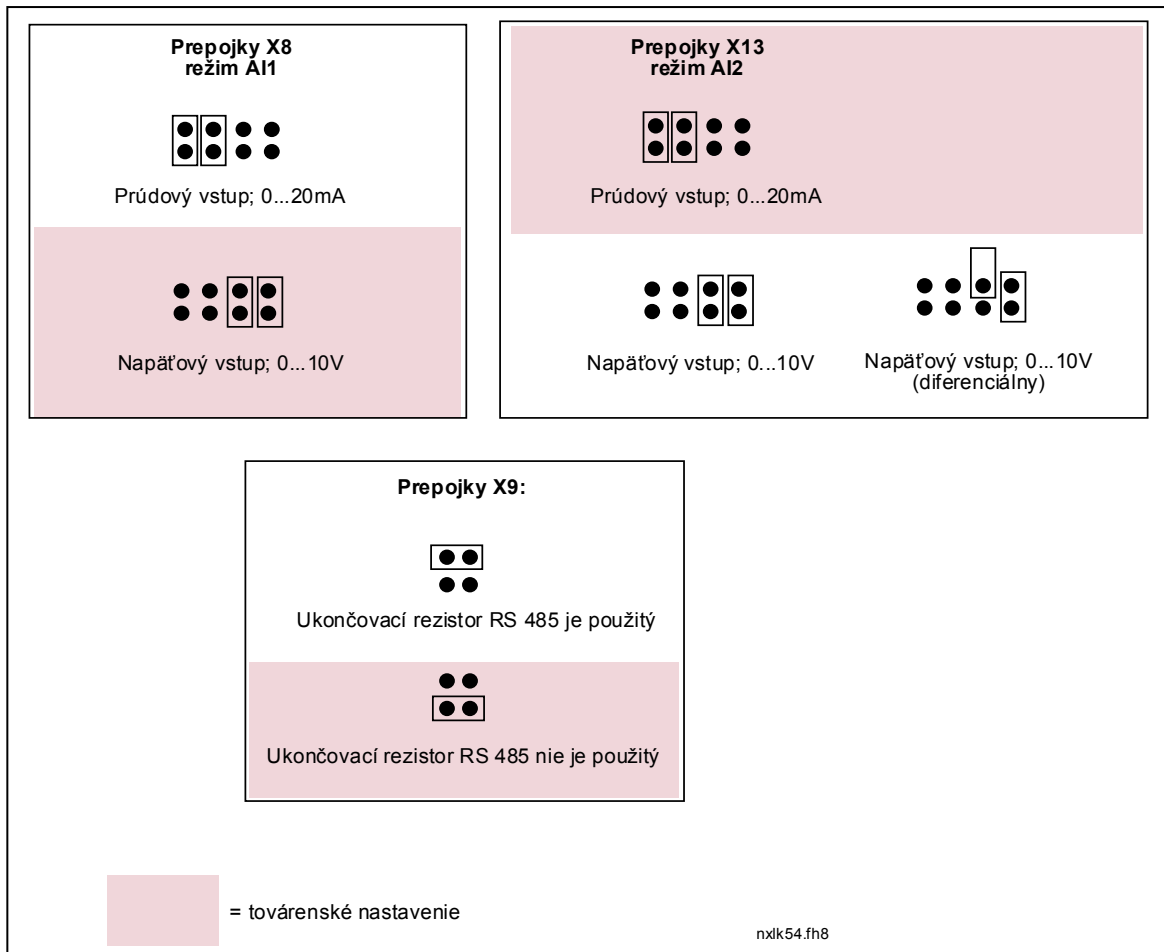 Prepojky X8
režim AI1
Prúdový vstup; 0...20mA
Napäťový vstup; 0...10V
Prepojky X13
režim AI2
Prúdový vstup; 0...20mA
Napäťový vstup; 0...10V
Napäťový vstup; 0...10V
(diferenciálny)
Prepojky X9:
Ukončovací rezistor RS 485 je použitý
Ukončovací rezistor RS 485 nie je použitý
= továrenské nastavenie
nxlk54.fh8